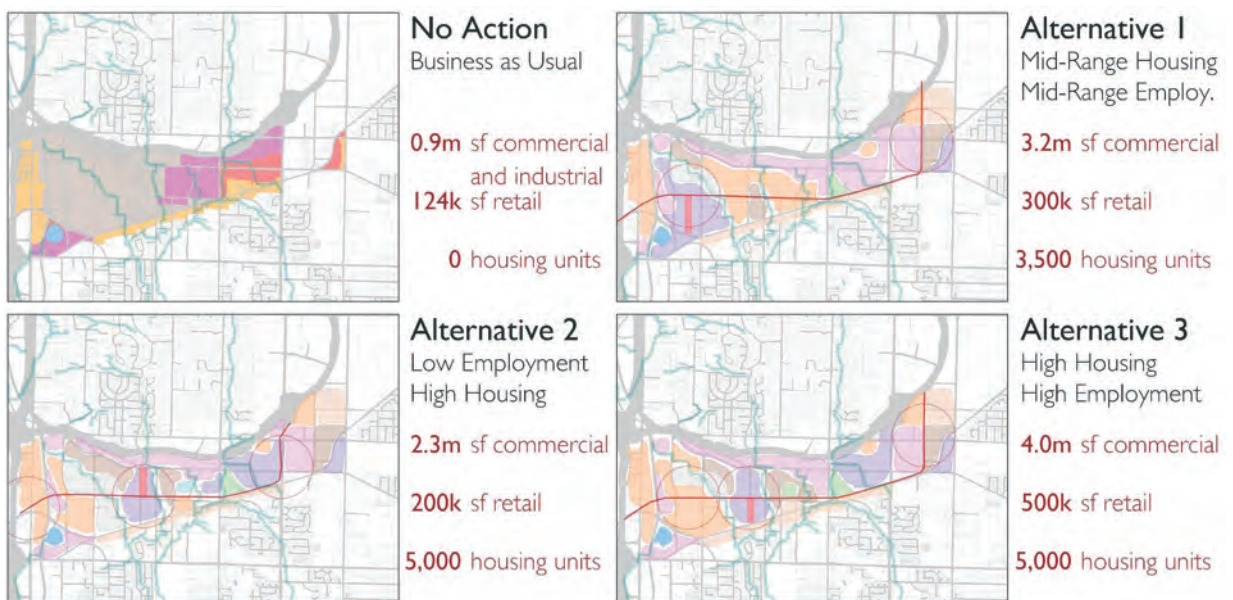 No Action
Business as Usual
0.9m sf commercial
and industrial
124k sf retail
0 housing units
Alternative 1
Mid-Range Housing
Mid-Range Employ.
3.2m sf commercial
300k sf retail
3,500 housing units
Alternative 2
Low Employment
High Housing
2.3m sf commercial
200k sf retail
5,000 housing units
Alternative 3
High Housing
High Employment
4.0m sf commercial
500k sf retail
5,000 housing units